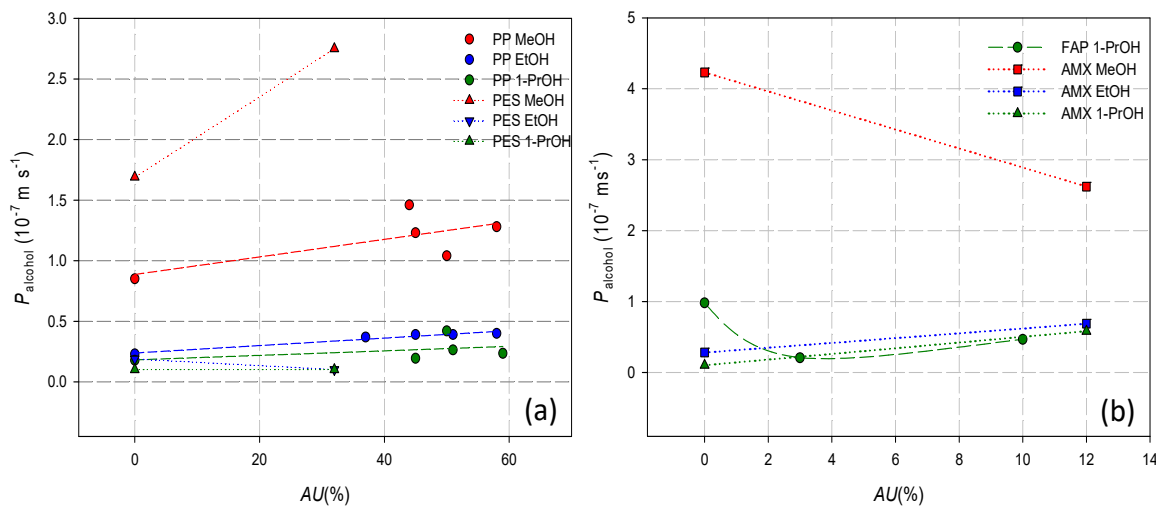 3.0
2.5
2.0
1.5
1.0
0.5
0.0
P alcohol (10⁻⁷ m s⁻¹)
0 20 40 60
AU(%)
PP MeOH
PP EtOH
PP 1-PrOH
PES MeOH
PES EtOH
PES 1-PrOH
(a)
5
4
3
2
1
0
P alcohol (10⁻⁷ ms⁻¹)
0 2 4 6 8 10 12 14
AU(%)
FAP 1-PrOH
AMX MeOH
AMX EtOH
AMX 1-PrOH
(b)